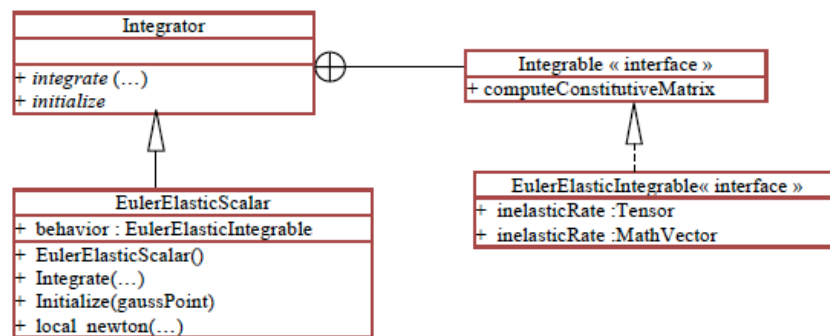 Integrator
+ integrate (…)
+ initialize
Integrable « interface »
+ computeConstitutiveMatrix
EulerElasticScalar
+ behavior : EulerElasticIntegrable
+ EulerElasticScalar()
+ Integrate(…)
+ Initialize(gaussPoint)
+ local_newton(…)
EulerElasticIntegrable« interface »
+ inelasticRate :Tensor
+ inelasticRate :MathVector